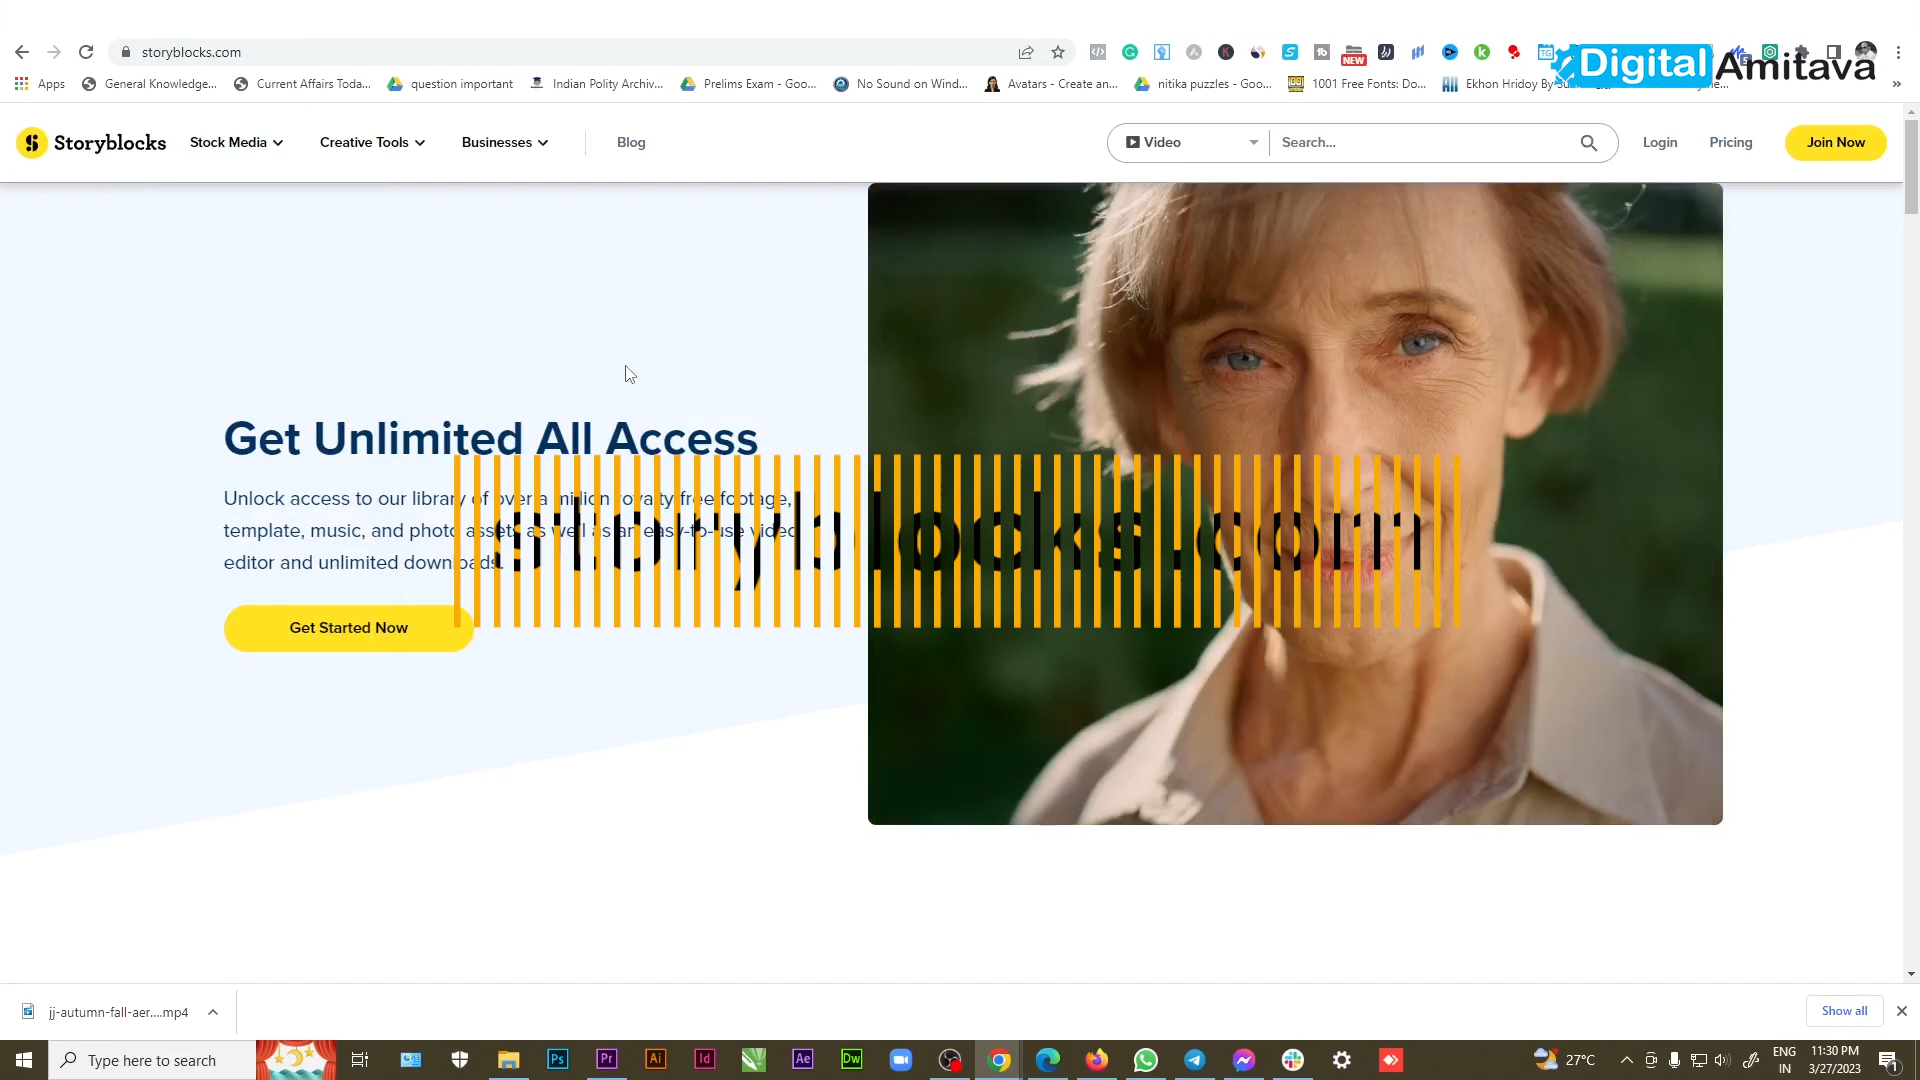 storyblocks.com
Digital Amitava
Apps
General Knowledge...
Current Affairs Toda...
question important
Indian Polity Archiv...
Prelims Exam - Goo...
No Sound on Wind...
Avatars - Create an...
nitika puzzles - Goo...
1001 Free Fonts: Do...
Storyblocks
Stock Media
Creative Tools
Businesses
Blog
Video
Search...
Login
Pricing
Join Now
Get Unlimited All Access
Unlock access to our library of over a million royalty free footage,
template, music, and photo assets as well as an easy-to-use video
editor and unlimited downloads.
storyblocks.com
Get Started Now
jj-autumn-fall-aer....mp4
Show all
Type here to search
27°C
ENG
IN
11:30 PM
3/27/2023